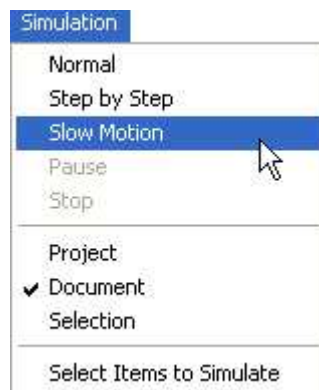 Simulation
Normal
Step by Step
Slow Motion
Pause
Stop
Project
Document
Selection
Select Items to Simulate